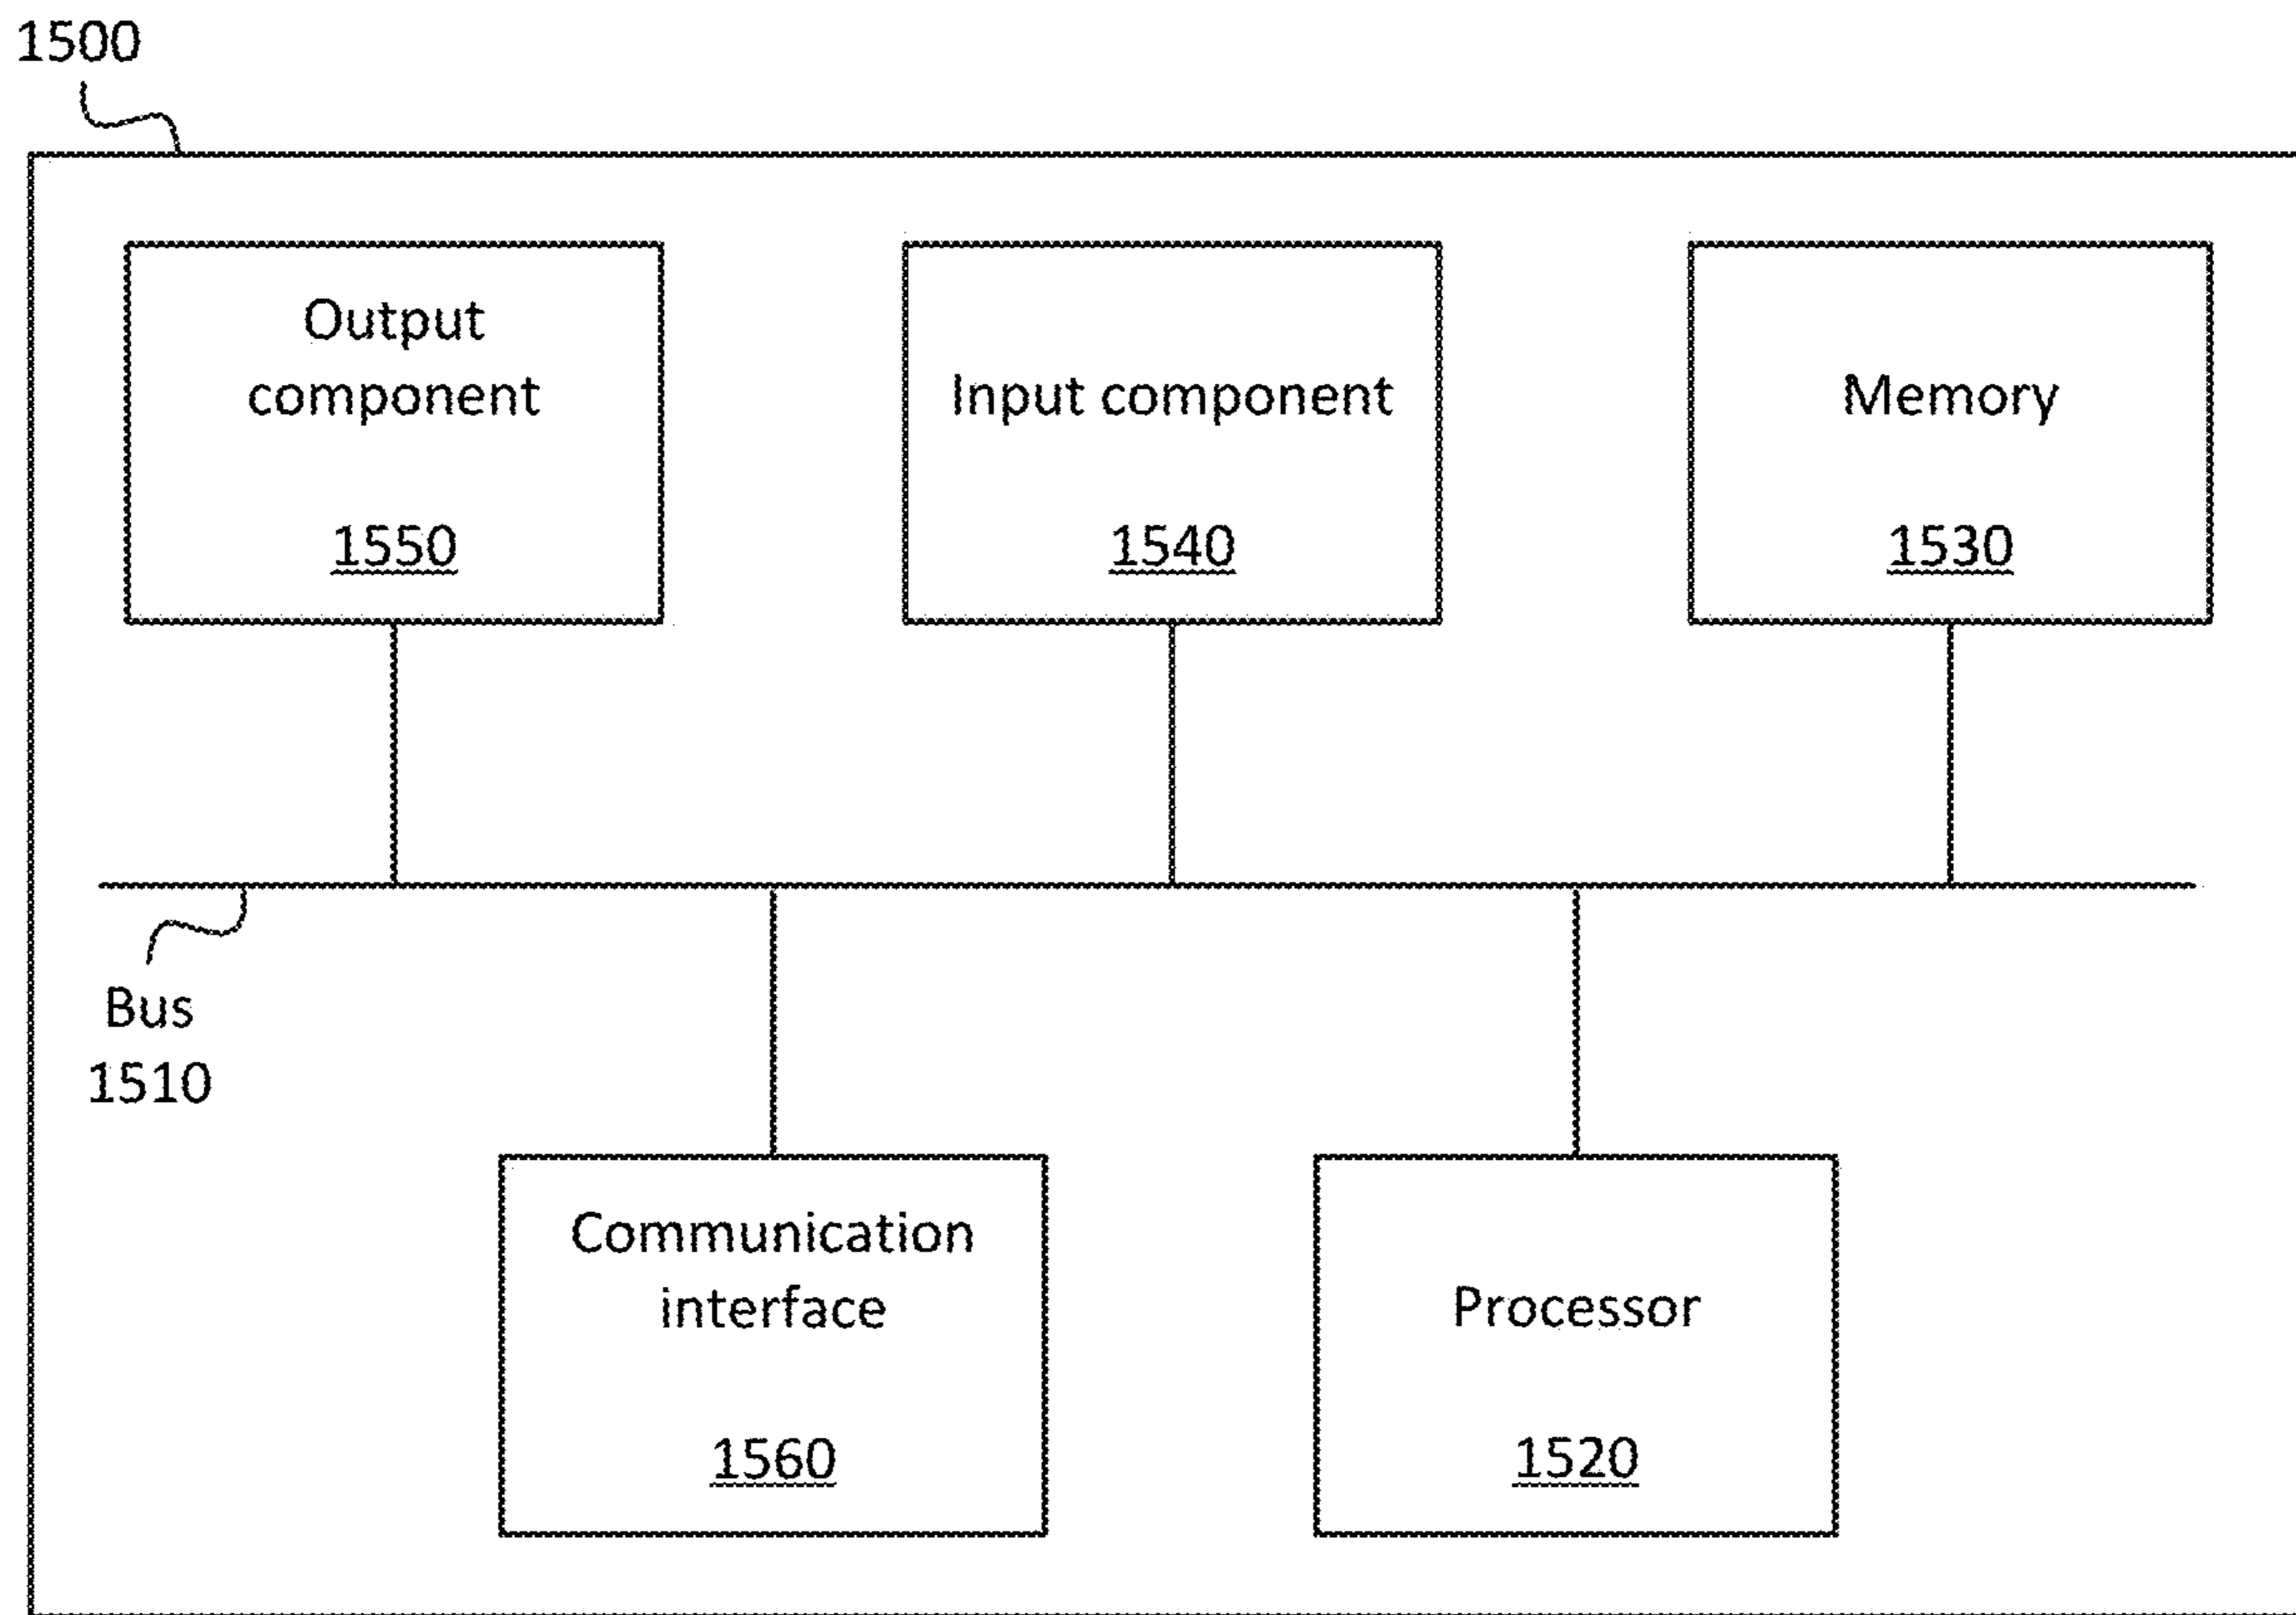 1500
Output
component
1550
Input component
1540
Memory
1530
Bus
1510
Communication
interface
1560
Processor
1520